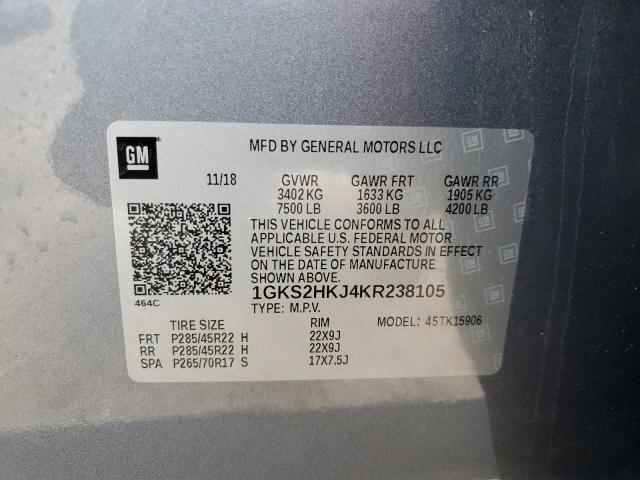 GM
MFD BY GENERAL MOTORS LLC
11/18 GVWR GAWR FRT GAWR RR
3402 KG 1633 KG 1905 KG
7500 LB 3600 LB 4200 LB
THIS VEHICLE CONFORMS TO ALL
APPLICABLE U.S. FEDERAL MOTOR
VEHICLE SAFETY STANDARDS IN EFFECT
ON THE DATE OF MANUFACTURE
SHOWN ABOVE.
464C
1GKS2HKJ4KR238105
TYPE: M.P.V. MODEL: 45TK15906
TIRE SIZE RIM
FRT P285/45R22 H 22X9J
RR P285/45R22 H 22X9J
SPA P265/70R17 S 17X7.5J